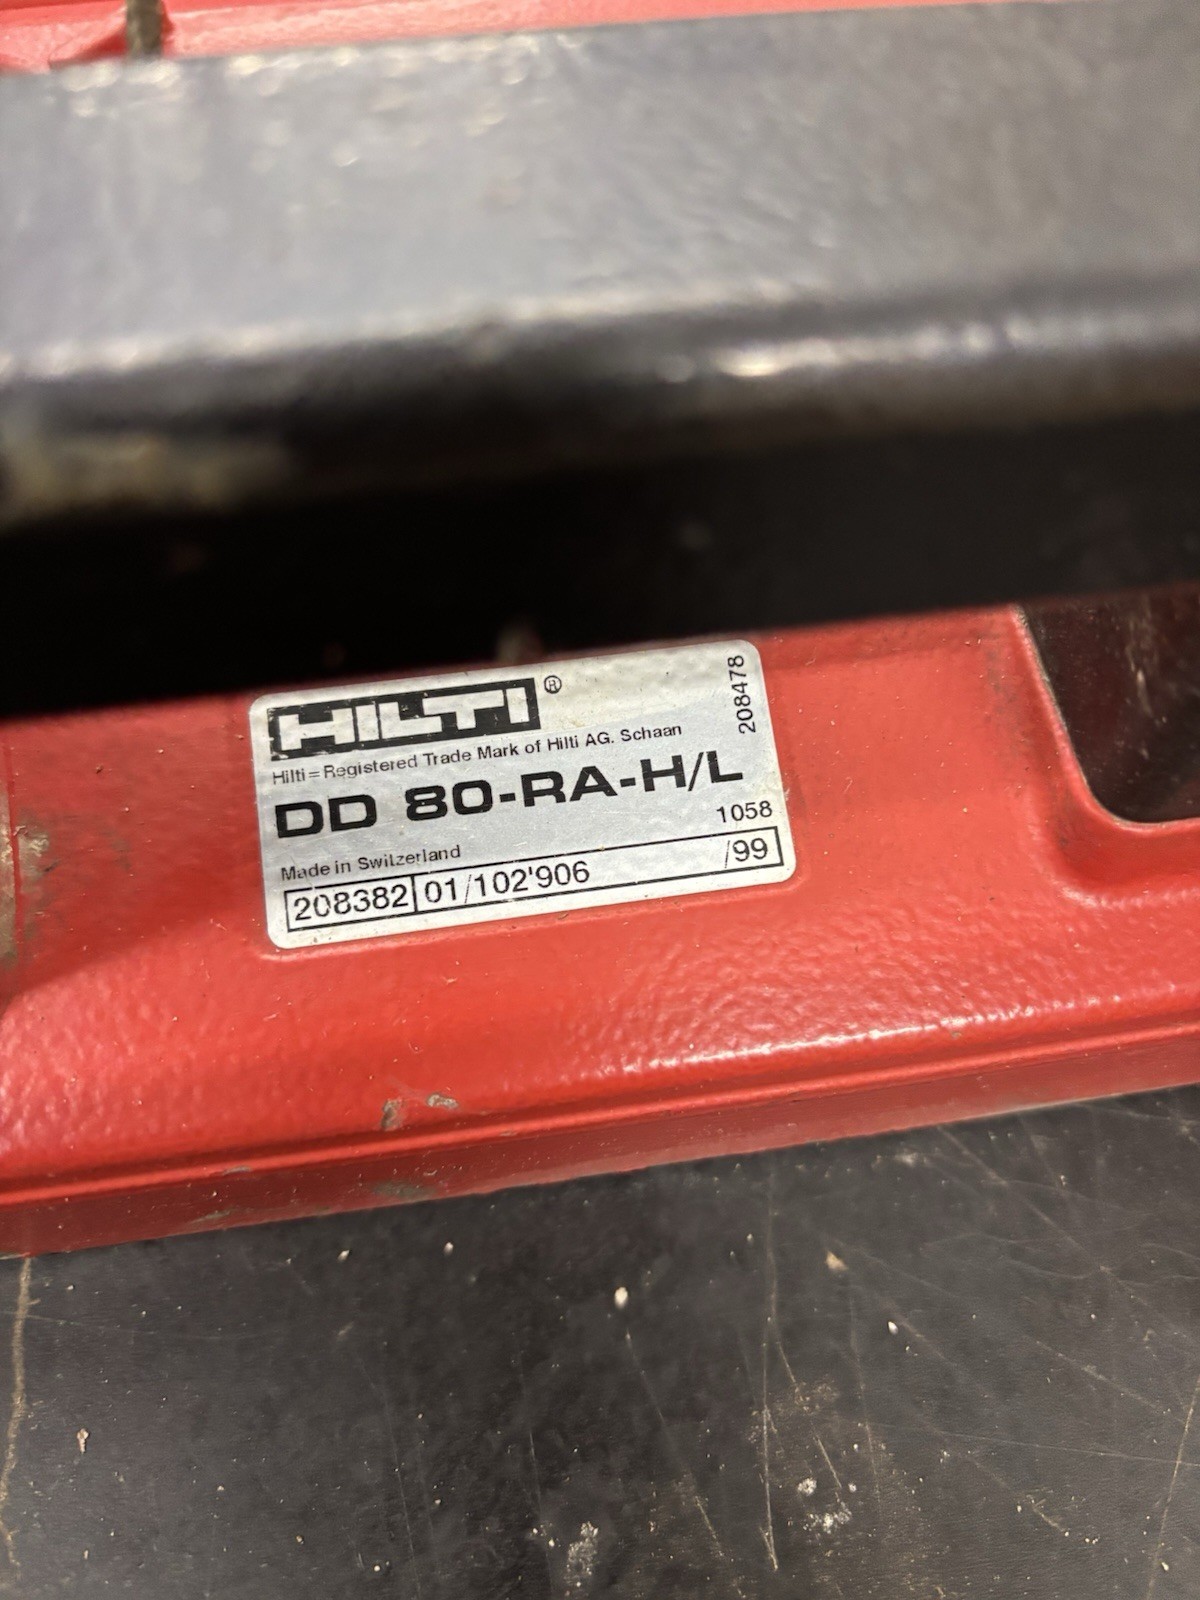 HILTI®
Hilti=Registered Trade Mark of Hilti AG. Schaan
208478
DD 80-RA-H/L
1058
Made in Switzerland
208382 01/102'906 /99